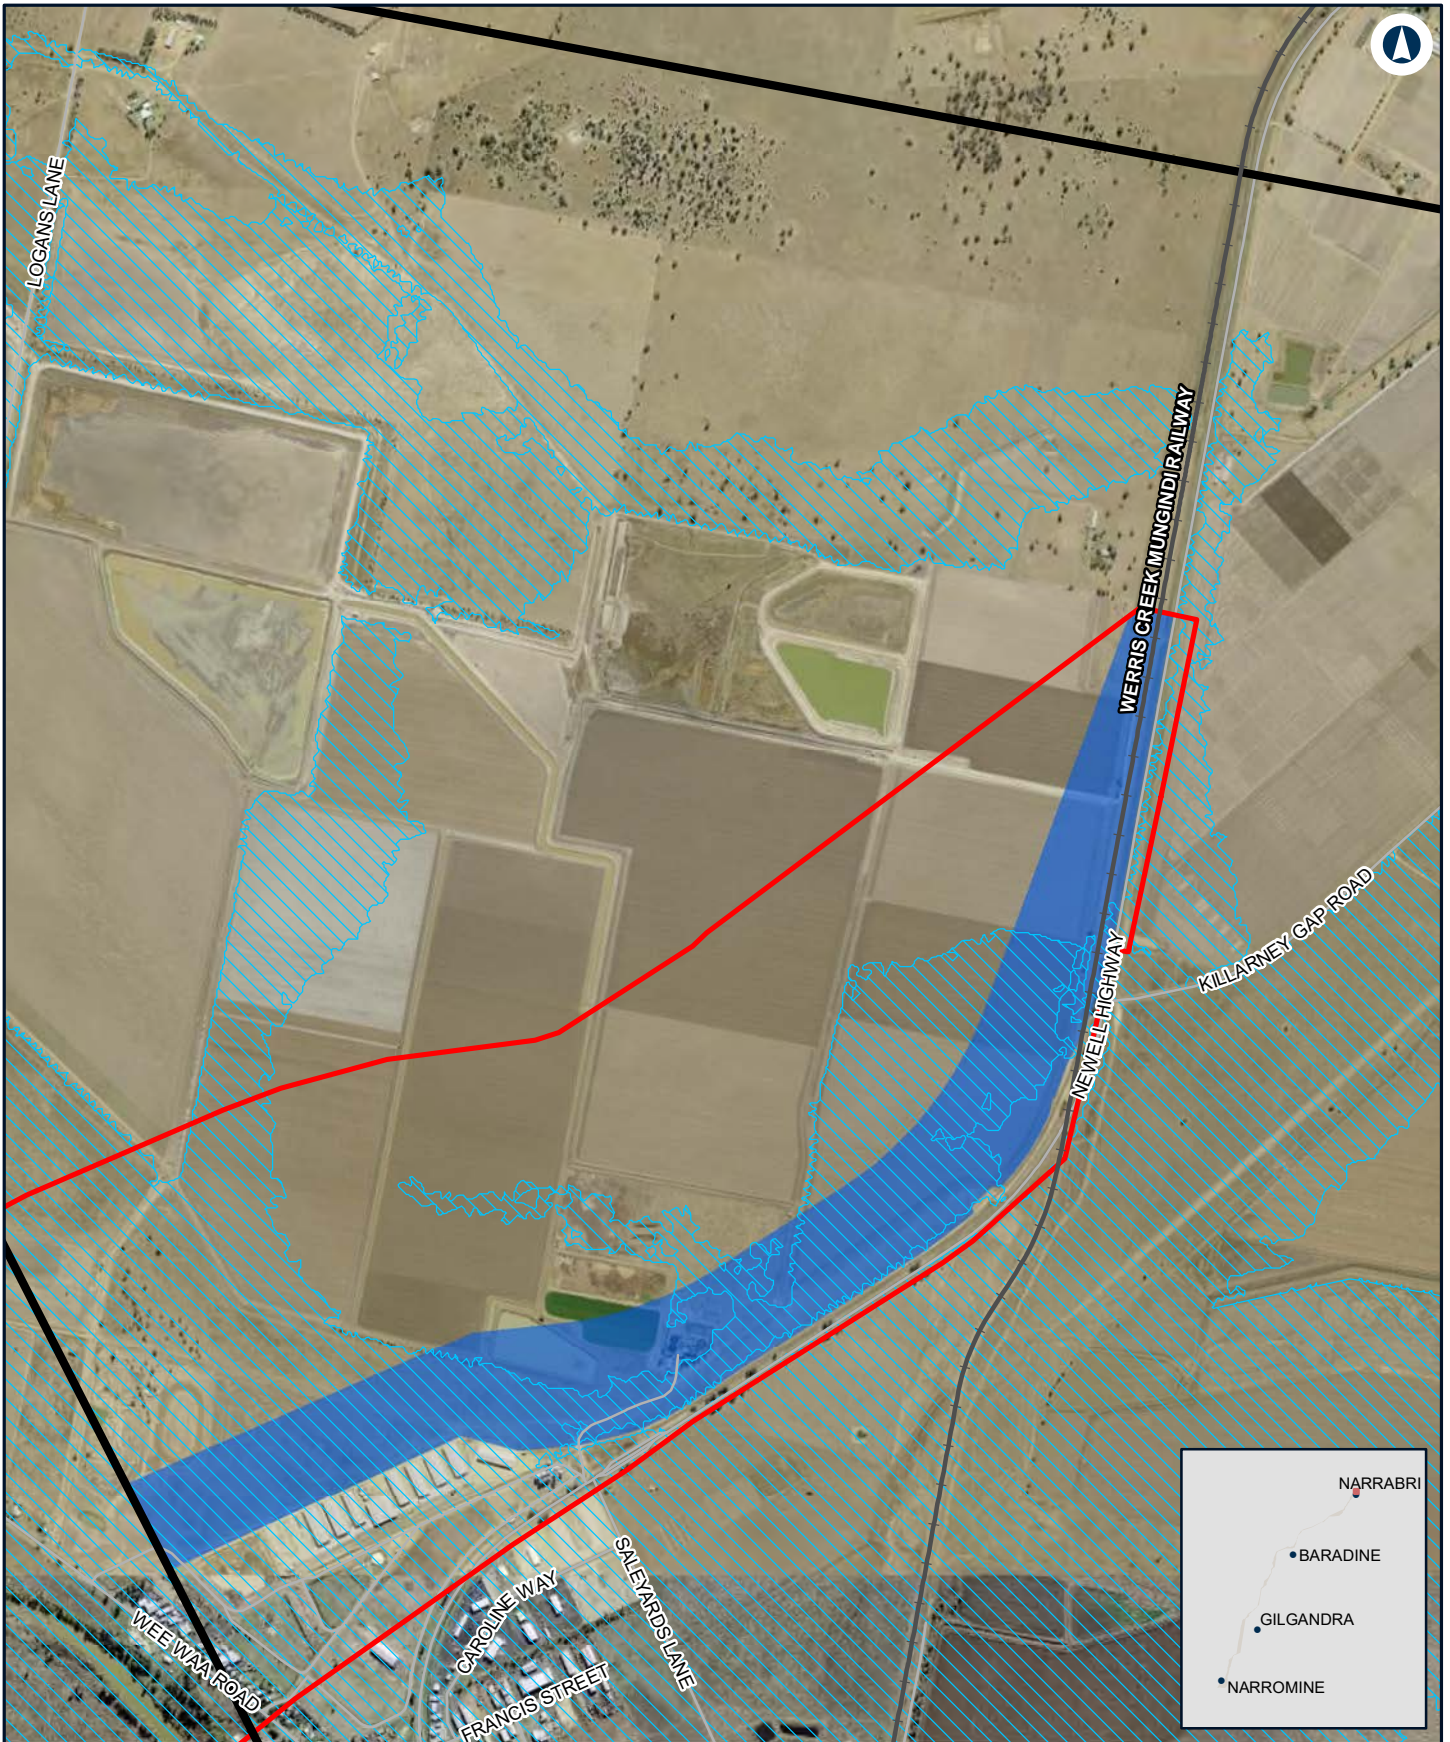 LOGANS LANE
WERRIS CREEK MUNGINDI RAILWAY
KILLARNEY GAP ROAD
NEWELL HIGHWAY
NARRABRI
BARADINE
GILGANDRA
NARROMINE
SALEYARDS LANE
CAROLINE WAY
WEE WAA ROAD
FRANCIS STREET